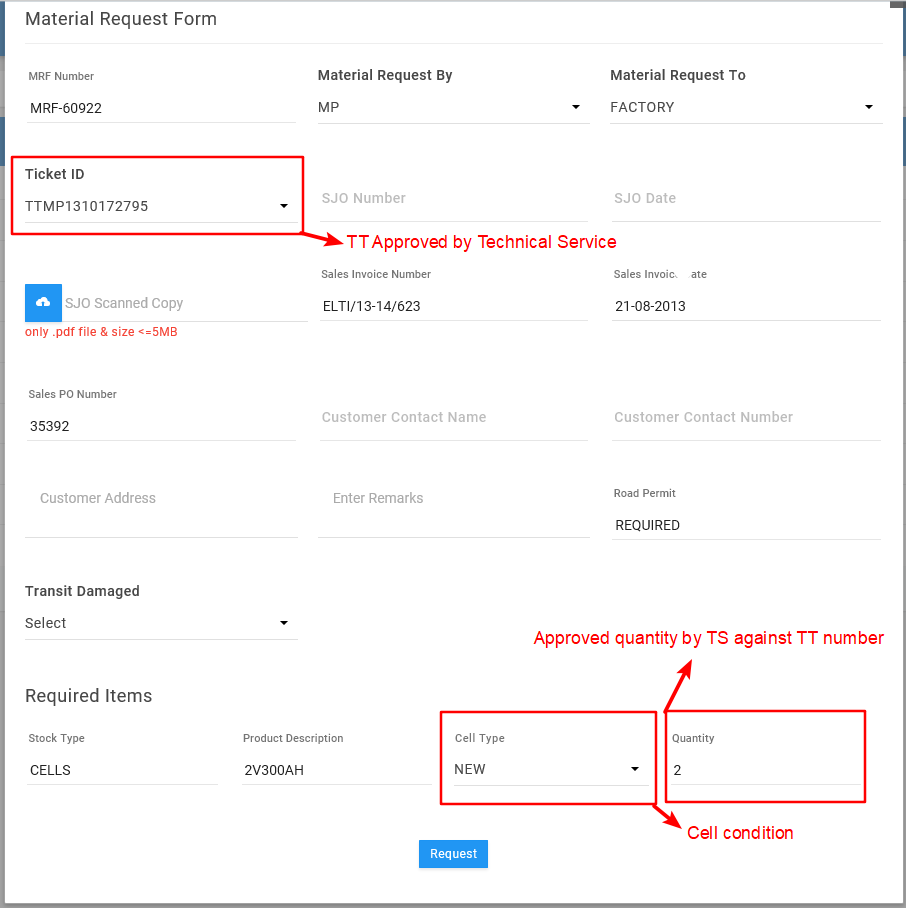 Material Request Form
MRF Number
Material Request By
Material Request To
MRF-60922
MP
FACTORY
Ticket ID
TTMP1310172795
SJO Number
SJO Date
TT Approved by Technical Service
Sales Invoice Number
Sales Invoic ate
SJO Scanned Copy
ELTI/13-14/623
21-08-2013
only .pdf file & size <=5MB
Sales PO Number
35392
Customer Contact Name
Customer Contact Number
Customer Address
Enter Remarks
Road Permit
REQUIRED
Transit Damaged
Select
Approved quantity by TS against TT number
Required Items
Stock Type
Product Description
Cell Type
Quantity
CELLS
2V300AH
NEW
2
Cell condition
Request